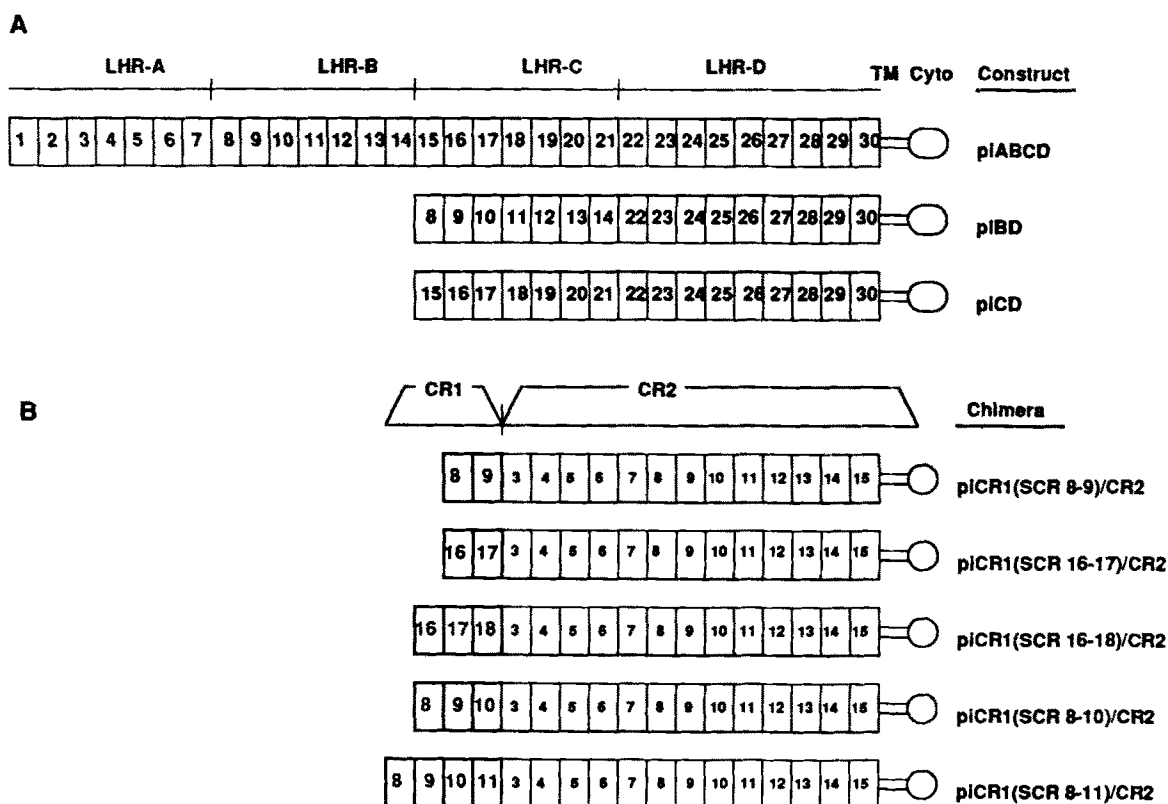 A
LHR-A LHR-B LHR-C LHR-D TM Cyto Construct
1 2 3 4 5 6 7 8 9 10 11 12 13 14 15 16 17 18 19 20 21 22 23 24 25 26 27 28 29 30 piABCD
8 9 10 11 12 13 14 22 23 24 25 26 27 28 29 30 piBD
15 16 17 18 19 20 21 22 23 24 25 26 27 28 29 30 piCD
B CR1 CR2 Chimera
8 9 3 4 5 6 7 8 9 10 11 12 13 14 15 piCR1(SCR 8-9)/CR2
16 17 3 4 5 6 7 8 9 10 11 12 13 14 15 piCR1(SCR 16-17)/CR2
16 17 18 3 4 5 6 7 8 9 10 11 12 13 14 15 piCR1(SCR 16-18)/CR2
8 9 10 3 4 5 6 7 8 9 10 11 12 13 14 15 piCR1(SCR 8-10)/CR2
8 9 10 11 3 4 5 6 7 8 9 10 11 12 13 14 15 piCR1(SCR 8-11)/CR2